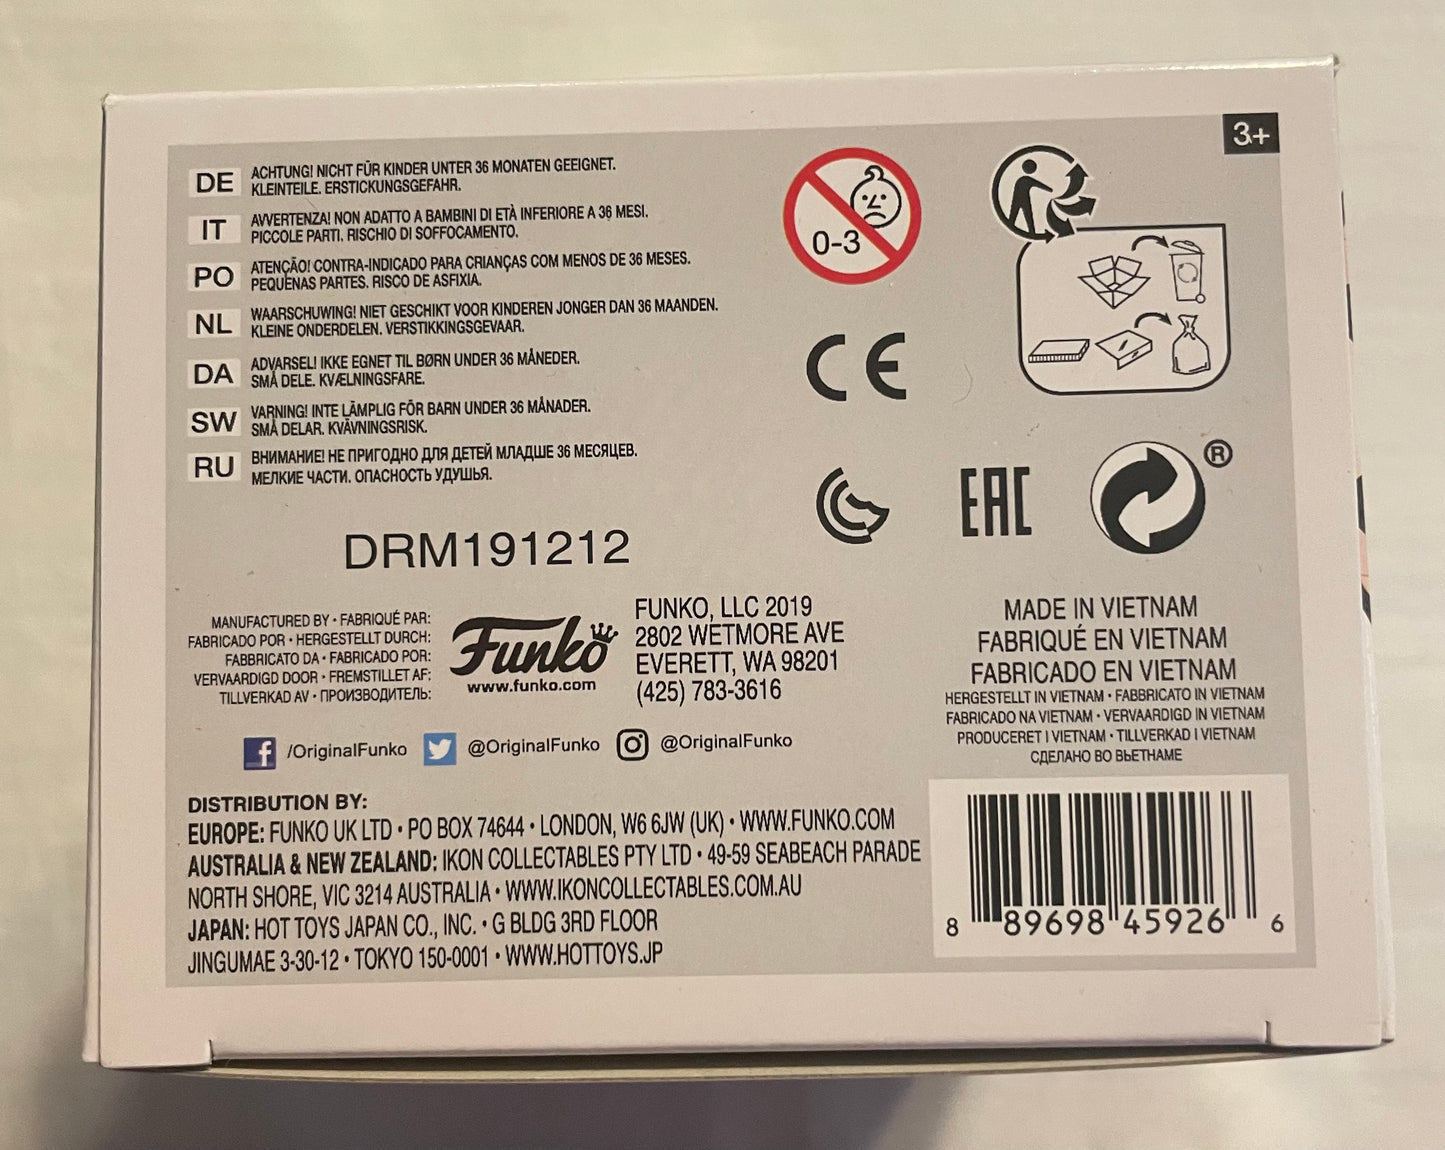 3+
DE
ACHTUNG! NICHT FÜR KINDER UNTER 36 MONATEN GEEIGNET.
KLEINTEILE. ERSTICKUNGSGEFAHR.
IT
AVVERTENZA! NON ADATTO A BAMBINI DI ETÀ INFERIORE A 36 MESI.
PICCOLE PARTI. RISCHIO DI SOFFOCAMENTO.
PO
ATENÇÃO! CONTRA-INDICADO PARA CRIANÇAS COM MENOS DE 36 MESES.
PEQUENAS PARTES. RISCO DE ASFIXIA.
NL
WAARSCHUWING! NIET GESCHIKT VOOR KINDEREN JONGER DAN 36 MAANDEN.
KLEINE ONDERDELEN. VERSTIKKINGSGEVAAR.
DA
ADVARSEL! IKKE EGNET TIL BØRN UNDER 36 MÅNEDER.
SMÅ DELE. KVÆLNINGSFARE.
SW
VARNING! INTE LÄMPLIG FÖR BARN UNDER 36 MÅNADER.
SMÅ DELAR. KVÄVNINGSRISK.
RU
ВНИМАНИЕ! НЕ ПРИГОДНО ДЛЯ ДЕТЕЙ МЛАДШЕ 36 МЕСЯЦЕВ.
МЕЛКИЕ ЧАСТИ. ОПАСНОСТЬ УДУШЬЯ.
0-3
CE
EAC
®
DRM191212
MANUFACTURED BY • FABRIQUÉ PAR:
FABRICADO POR • HERGESTELLT DURCH:
FABBRICATO DA • FABRICADO POR:
VERVAARDIGD DOOR • FREMSTILLET AF:
TILLVERKAD AV • ПРОИЗВОДИТЕЛЬ:
Funko
www.funko.com
FUNKO, LLC 2019
2802 WETMORE AVE
EVERETT, WA 98201
(425) 783-3616
MADE IN VIETNAM
FABRIQUÉ EN VIETNAM
FABRICADO EN VIETNAM
HERGESTELLT IN VIETNAM • FABBRICATO IN VIETNAM
FABRICADO NA VIETNAM • VERVAARDIGD IN VIETNAM
PRODUCERET I VIETNAM • TILLVERKAD I VIETNAM
СДЕЛАНО ВО ВЬЕТНАМЕ
f /OriginalFunko @OriginalFunko @OriginalFunko
DISTRIBUTION BY:
EUROPE: FUNKO UK LTD • PO BOX 74644 • LONDON, W6 6JW (UK) • WWW.FUNKO.COM
AUSTRALIA & NEW ZEALAND: IKON COLLECTABLES PTY LTD • 49-59 SEABEACH PARADE
NORTH SHORE, VIC 3214 AUSTRALIA • WWW.IKONCOLLECTABLES.COM.AU
JAPAN: HOT TOYS JAPAN CO., INC. • G BLDG 3RD FLOOR
JINGUMAE 3-30-12 • TOKYO 150-0001 • WWW.HOTTOYS.JP
8 89698 45926 6